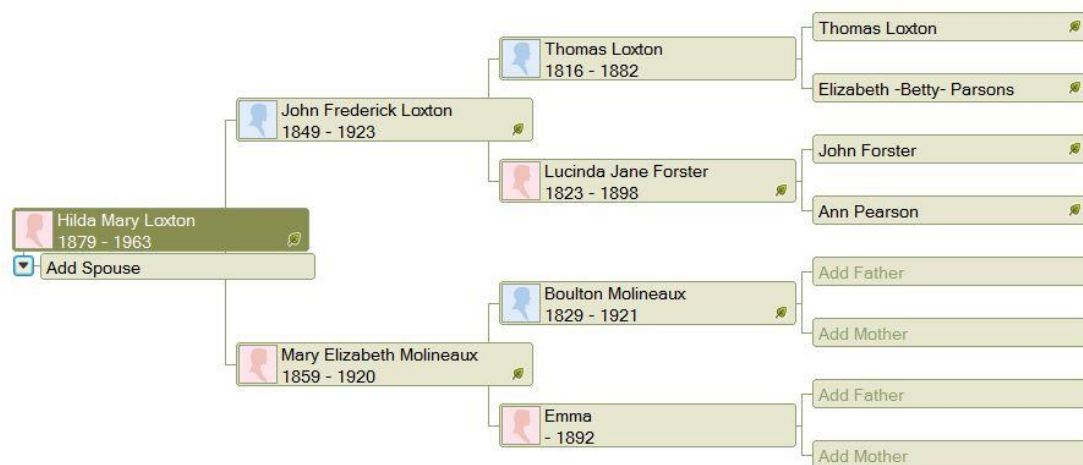 Thomas Loxton
Thomas Loxton
1816 - 1882
Elizabeth -Betty- Parsons
John Frederick Loxton
1849 - 1923
John Forster
Lucinda Jane Forster
1823 - 1898
Ann Pearson
Hilda Mary Loxton
1879 - 1963
Add Spouse
Add Father
Boulton Molineaux
1829 - 1921
Add Mother
Mary Elizabeth Molineaux
1859 - 1920
Add Father
Emma
- 1892
Add Mother